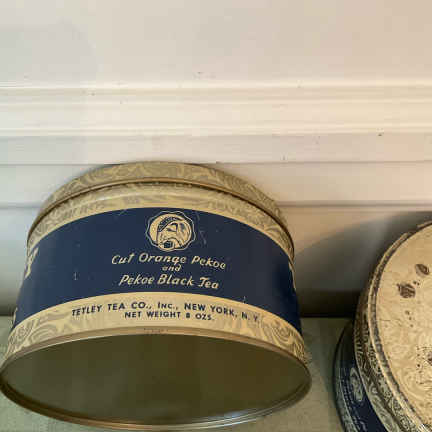 Cut Orange Pekoe
and
Pekoe Black Tea
TETLEY TEA CO., Inc., NEW YORK, N. Y.
NET WEIGHT 8 OZS.